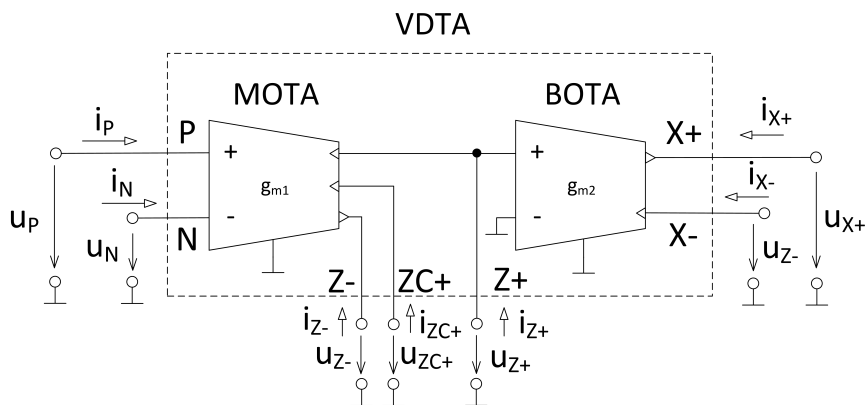 VDTA
MOTA
BOTA
iP
P
+
gm1
+
gm2
X+
iX+
iN
N
-
-
X-
iX-
uP
uN
uX+
uZ-
Z-
ZC+
Z+
iZ-
iZC+
iZ+
uZ-
uZC+
uZ+